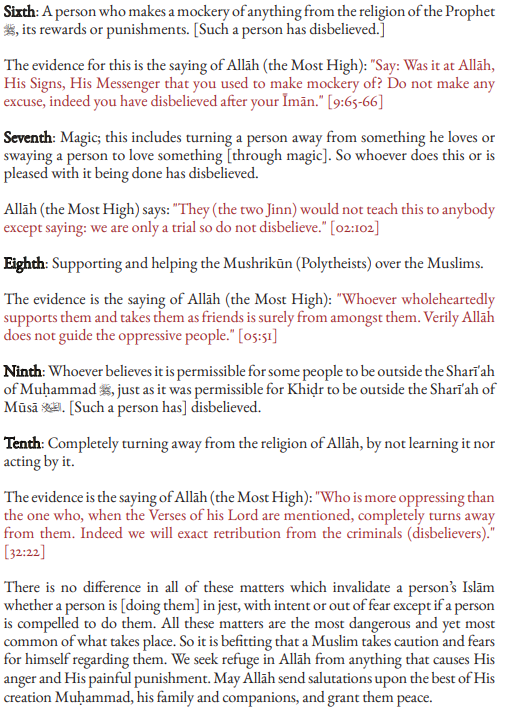 Sixth: A person who makes a mockery of anything from the religion of the Prophet
ﷺ, its rewards or punishments. [Such a person has disbelieved.]
The evidence for this is the saying of Allāh (the Most High): "Say: Was it at Allāh,
His Signs, His Messenger that you used to make mockery of? Do not make any
excuse, indeed you have disbelieved after your Īmān." [9:65-66]
Seventh: Magic; this includes turning a person away from something he loves or
swaying a person to love something [through magic]. So whoever does this or is
pleased with it being done has disbelieved.
Allāh (the Most High) says: "They (the two Jinn) would not teach this to anybody
except saying: we are only a trial so do not disbelieve." [02:102]
Eighth: Supporting and helping the Mushrikūn (Polytheists) over the Muslims.
The evidence is the saying of Allāh (the Most High): "Whoever wholeheartedly
supports them and takes them as friends is surely from amongst them. Verily Allāh
does not guide the oppressive people." [05:51]
Ninth: Whoever believes it is permissible for some people to be outside the Sharī'ah
of Muḥammad ﷺ, just as it was permissible for Khiḍr to be outside the Sharī'ah of
Mūsā. [Such a person has] disbelieved.
Tenth: Completely turning away from the religion of Allāh, by not learning it nor
acting by it.
The evidence is the saying of Allāh (the Most High): "Who is more oppressing than
the one who, when the Verses of his Lord are mentioned, completely turns away
from them. Indeed we will exact retribution from the criminals (disbelievers)."
[32:22]
There is no difference in all of these matters which invalidate a person's Islām
whether a person is [doing them] in jest, with intent or out of fear except if a person
is compelled to do them. All these matters are the most dangerous and yet most
common of what takes place. So it is befitting that a Muslim takes caution and fears
for himself regarding them. We seek refuge in Allāh from anything that causes His
anger and His painful punishment. May Allāh send salutations upon the best of His
creation Muḥammad, his family and companions, and grant them peace.